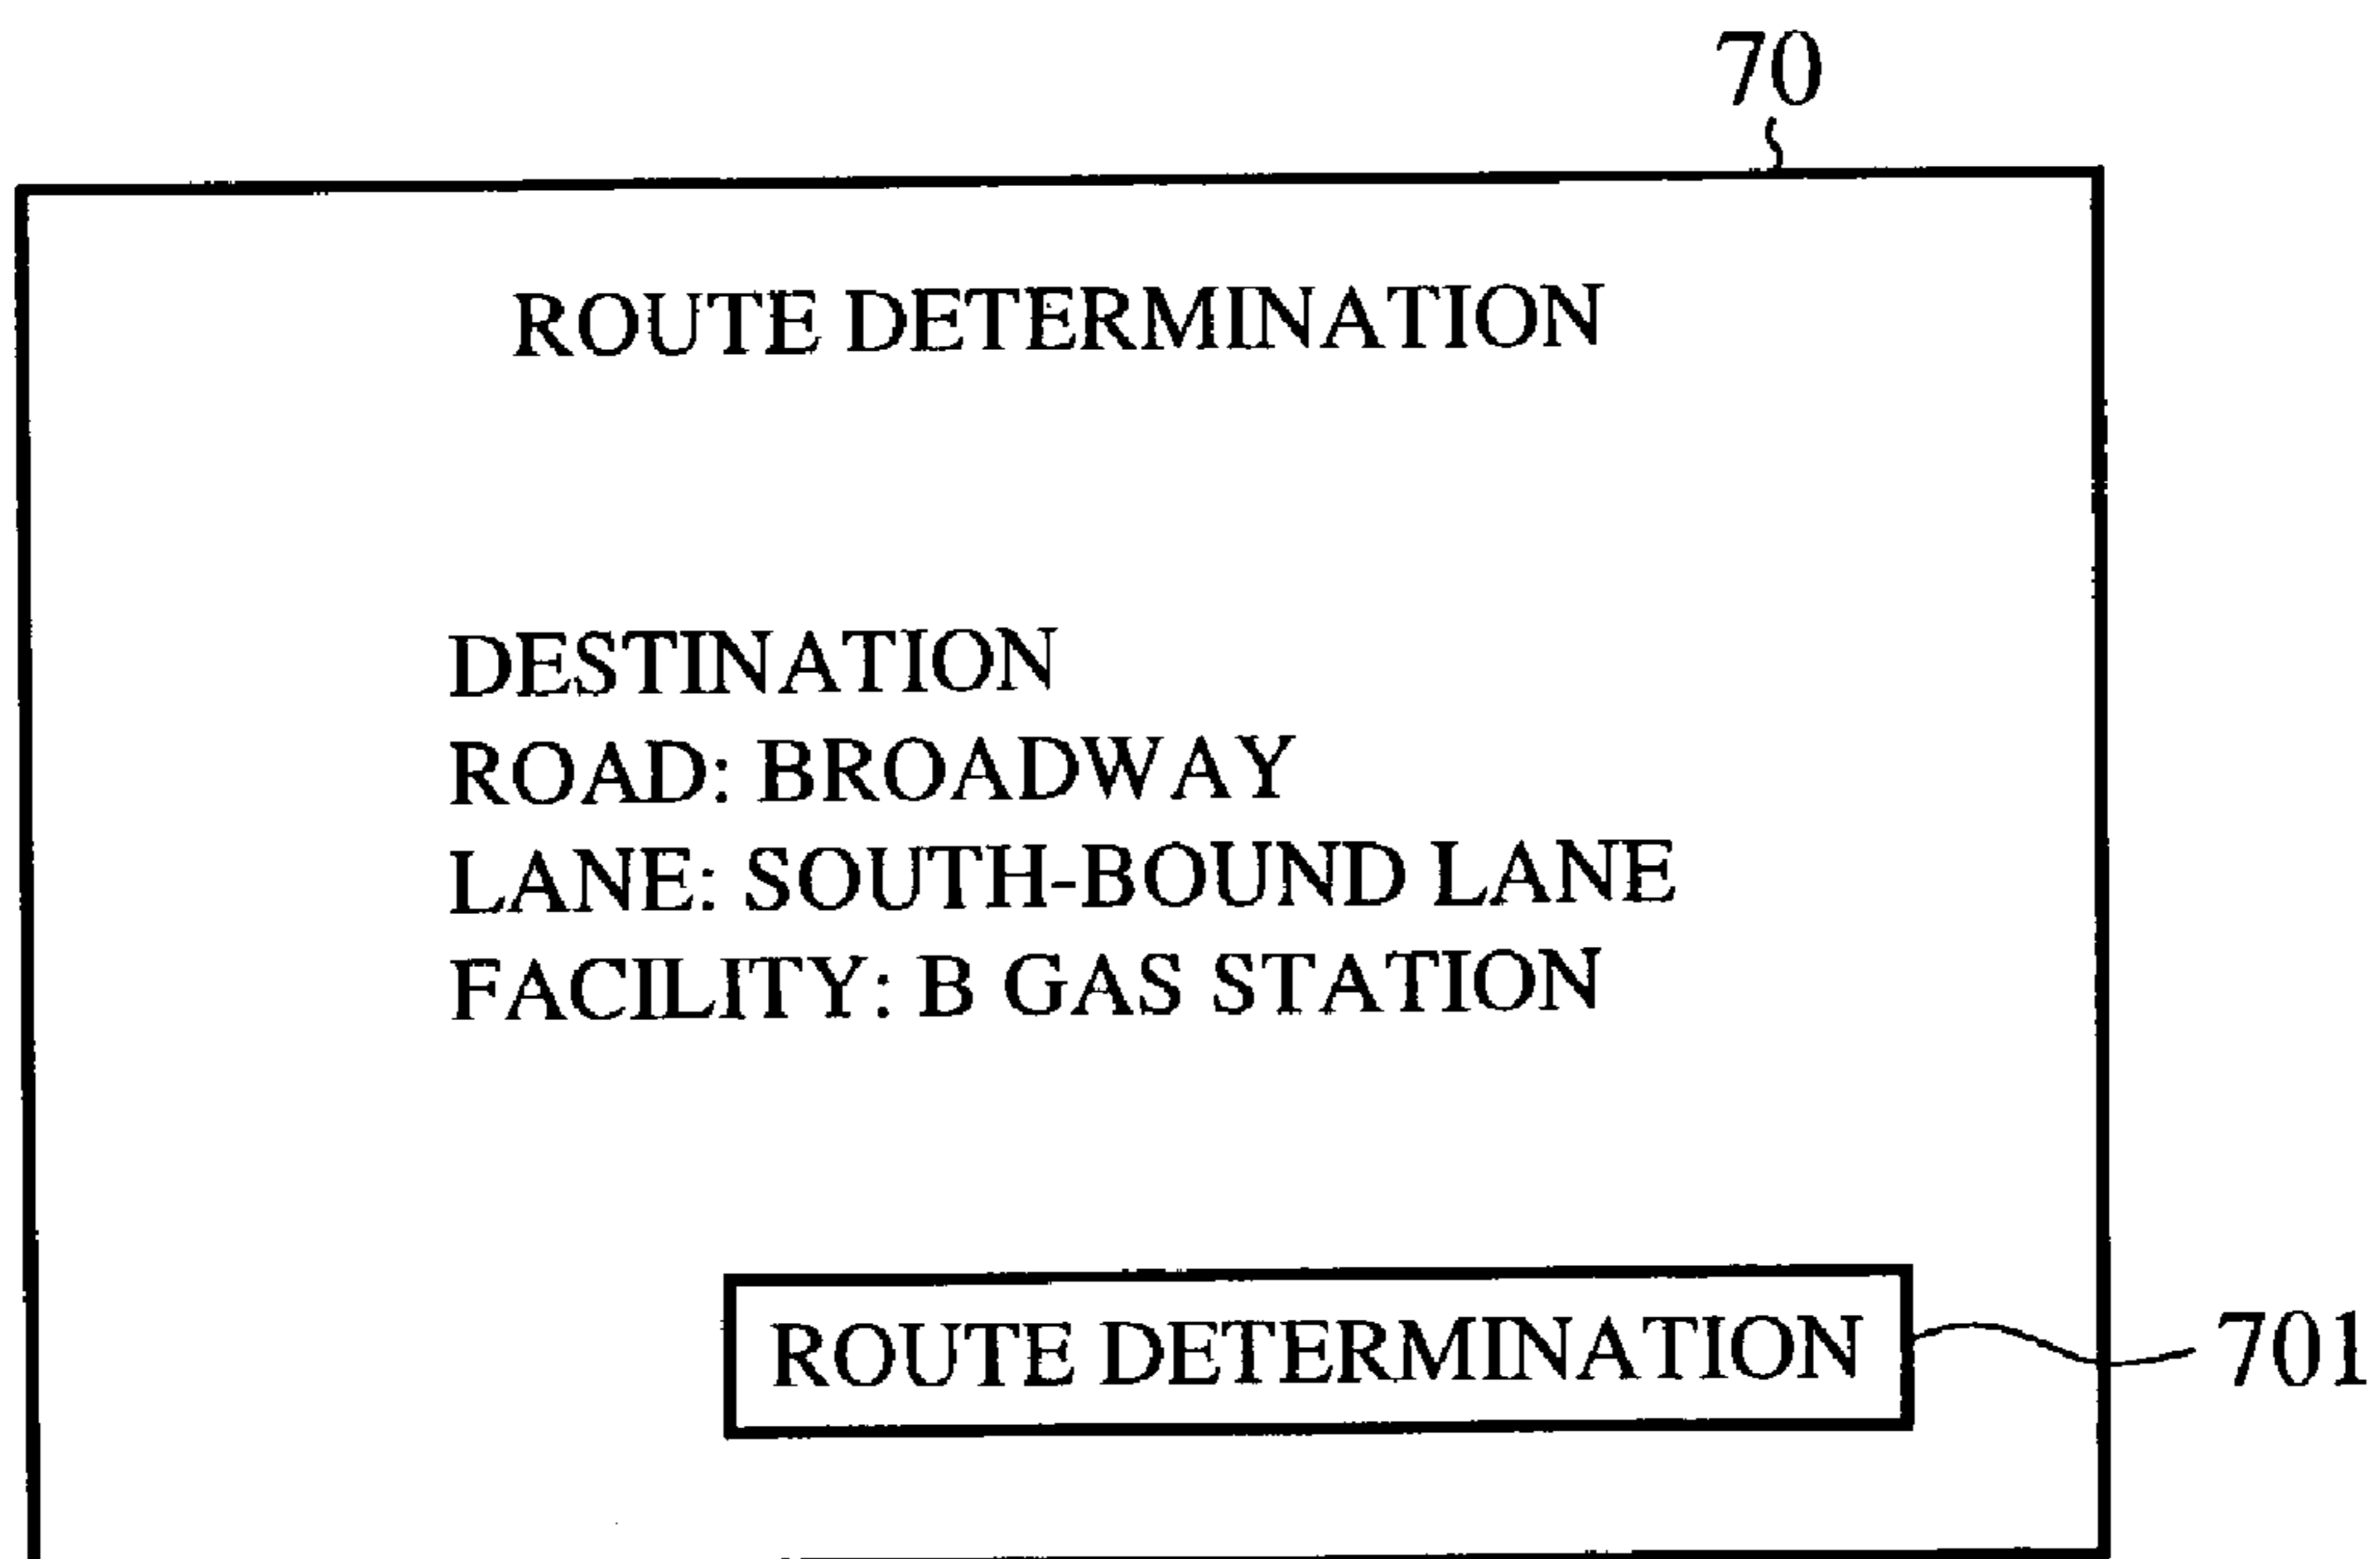 70
ROUTE DETERMINATION
DESTINATION
ROAD: BROADWAY
LANE: SOUTH-BOUND LANE
FACILITY: B GAS STATION
ROUTE DETERMINATION
701